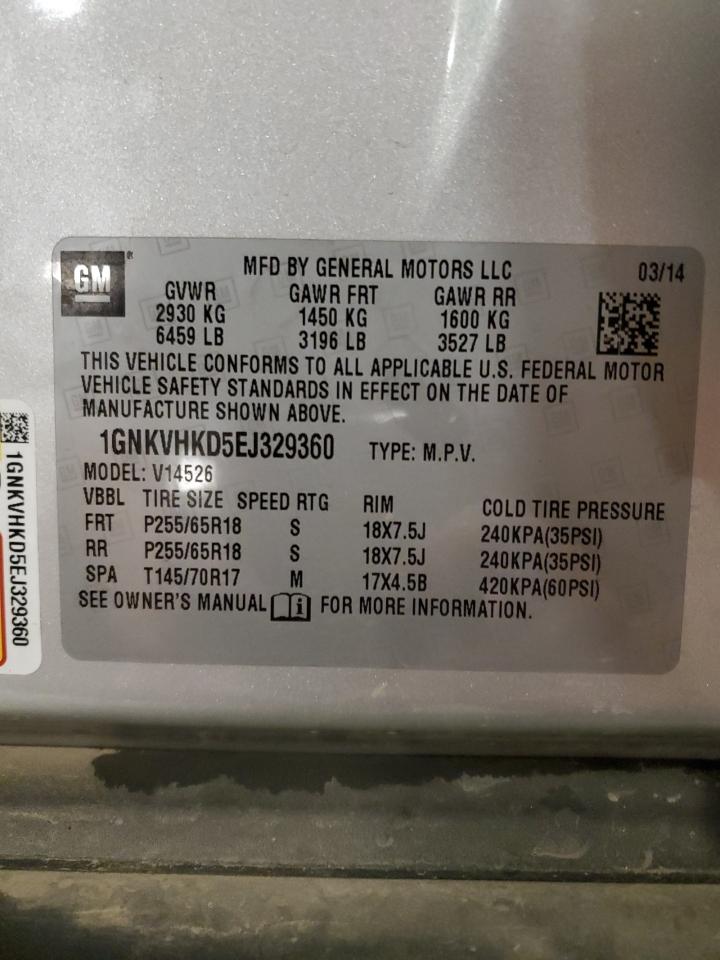 GM
MFD BY GENERAL MOTORS LLC 03/14
GVWR GAWR FRT GAWR RR
2930 KG 1450 KG 1600 KG
6459 LB 3196 LB 3527 LB
THIS VEHICLE CONFORMS TO ALL APPLICABLE U.S. FEDERAL MOTOR
VEHICLE SAFETY STANDARDS IN EFFECT ON THE DATE OF
MANUFACTURE SHOWN ABOVE.
1GNKVHKD5EJ329360 TYPE: M.P.V.
MODEL: V14526
VBBL TIRE SIZE SPEED RTG RIM COLD TIRE PRESSURE
FRT P255/65R18 S 18X7.5J 240KPA(35PSI)
RR P255/65R18 S 18X7.5J 240KPA(35PSI)
SPA T145/70R17 M 17X4.5B 420KPA(60PSI)
SEE OWNER'S MANUAL i FOR MORE INFORMATION.
1GNKVHKD5EJ329360